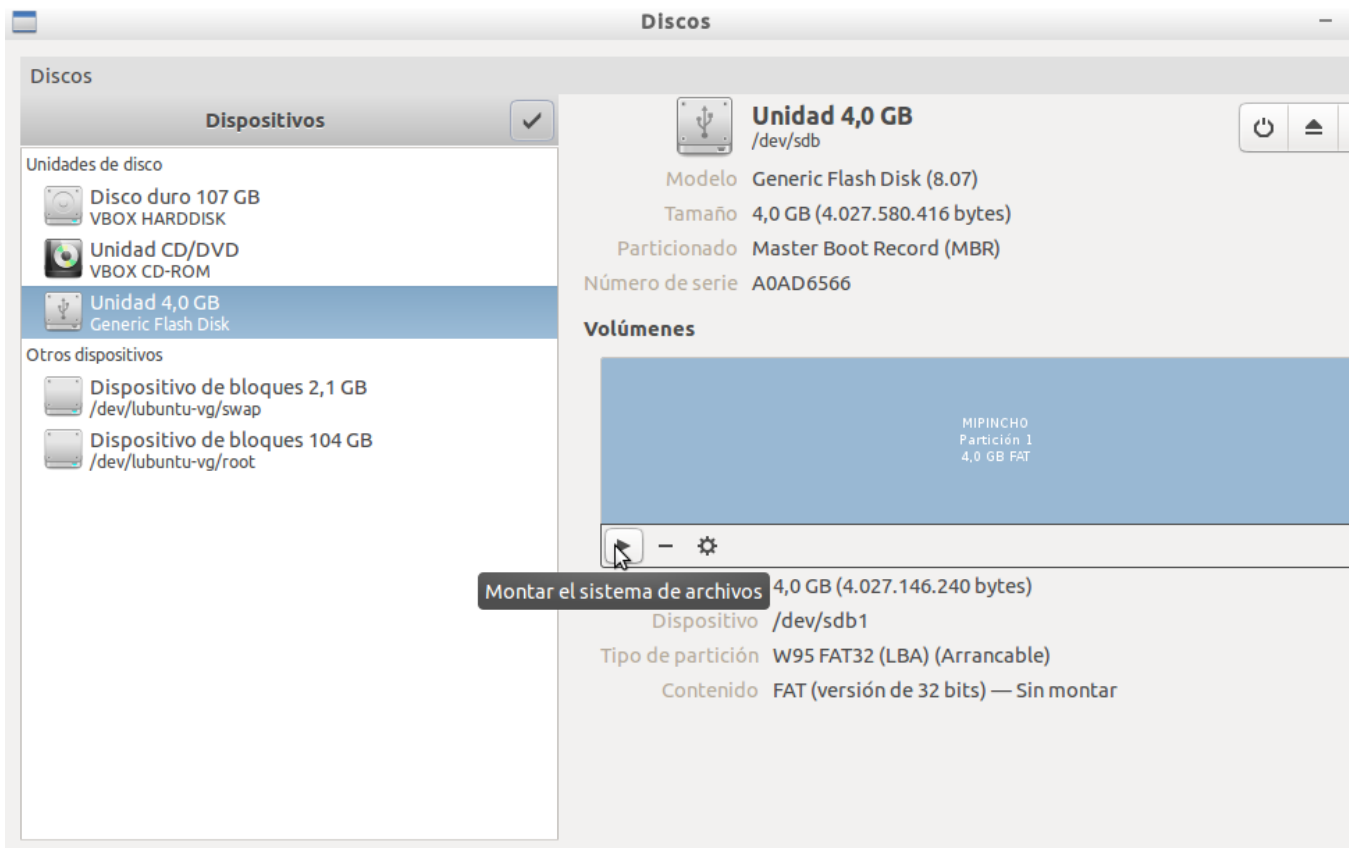 Discos
Discos
Dispositivos
Unidades de disco
Disco duro 107 GB
VBOX HARDDISK
Unidad CD/DVD
VBOX CD-ROM
Unidad 4,0 GB
Generic Flash Disk
Otros dispositivos
Dispositivo de bloques 2,1 GB
/dev/lubuntu-vg/swap
Dispositivo de bloques 104 GB
/dev/lubuntu-vg/root
Unidad 4,0 GB
/dev/sdb
Modelo Generic Flash Disk (8.07)
Tamaño 4,0 GB (4.027.580.416 bytes)
Particionado Master Boot Record (MBR)
Número de serie A0AD6566
Volúmenes
MIPINCHO
Partición 1
4,0 GB FAT
Montar el sistema de archivos 4,0 GB (4.027.146.240 bytes)
Dispositivo /dev/sdb1
Tipo de partición W95 FAT32 (LBA) (Arrancable)
Contenido FAT (versión de 32 bits) — Sin montar